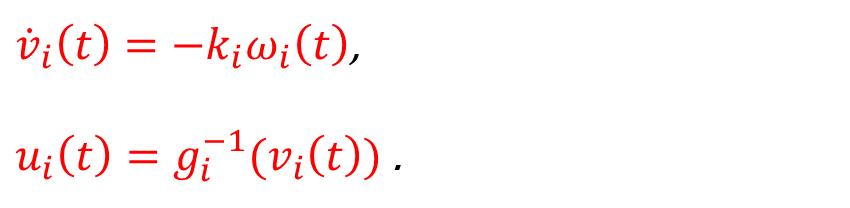 v̇ᵢ(t) = −kᵢωᵢ(t),
uᵢ(t) = gᵢ⁻¹(vᵢ(t)) .